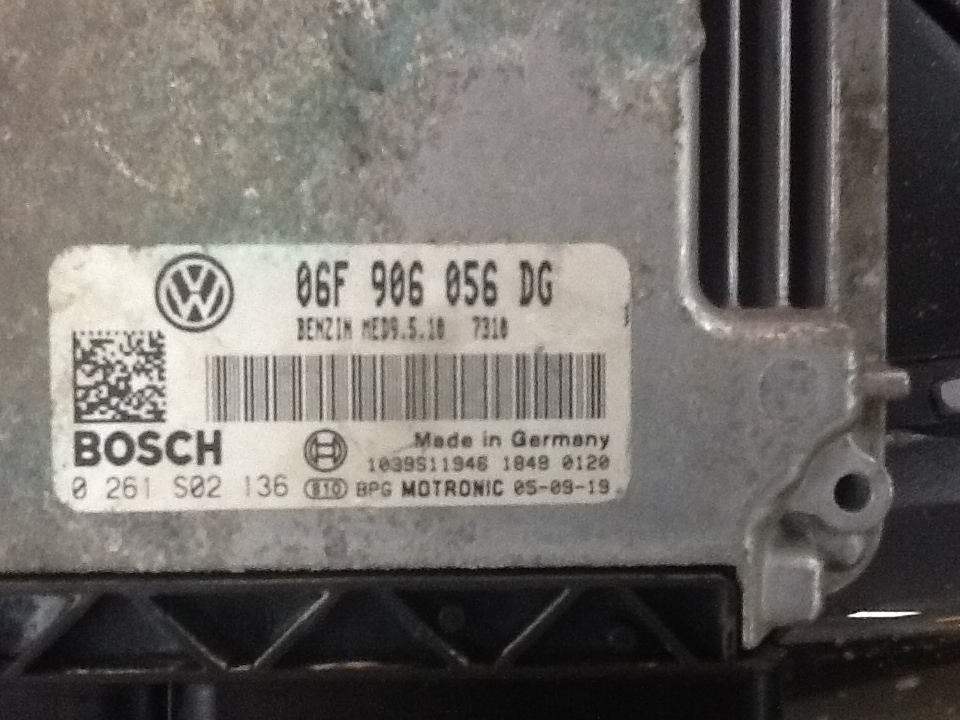 06F 906 056 DG
BENZIN MED9.5.10 7310
BOSCH
Made in Germany
1039S11946 1849 0120
0 261 S02 136 810 BPG MOTRONIC 05-09-19